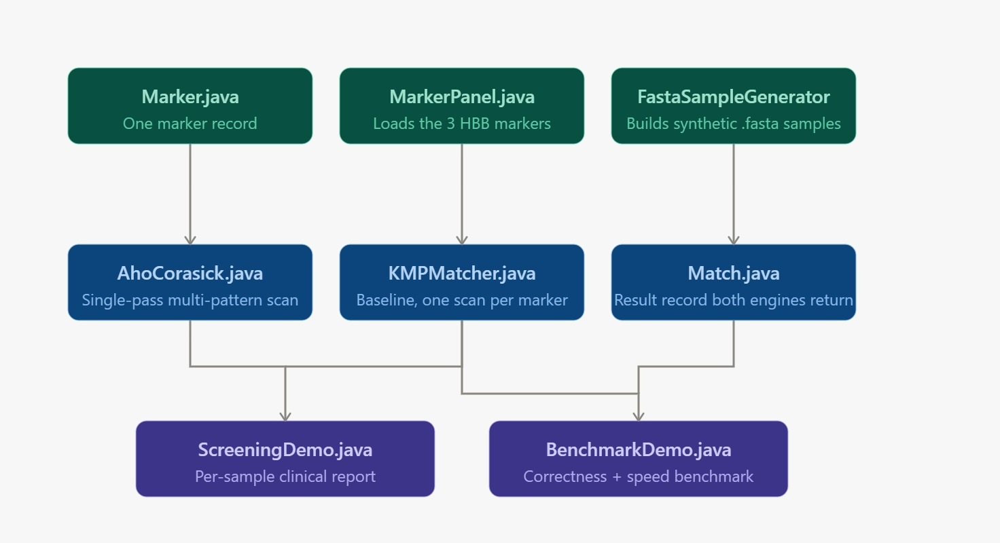 Marker.java
One marker record
MarkerPanel.java
Loads the 3 HBB markers
FastaSampleGenerator
Builds synthetic .fasta samples
AhoCorasick.java
Single-pass multi-pattern scan
KMPMatcher.java
Baseline, one scan per marker
Match.java
Result record both engines return
ScreeningDemo.java
Per-sample clinical report
BenchmarkDemo.java
Correctness + speed benchmark